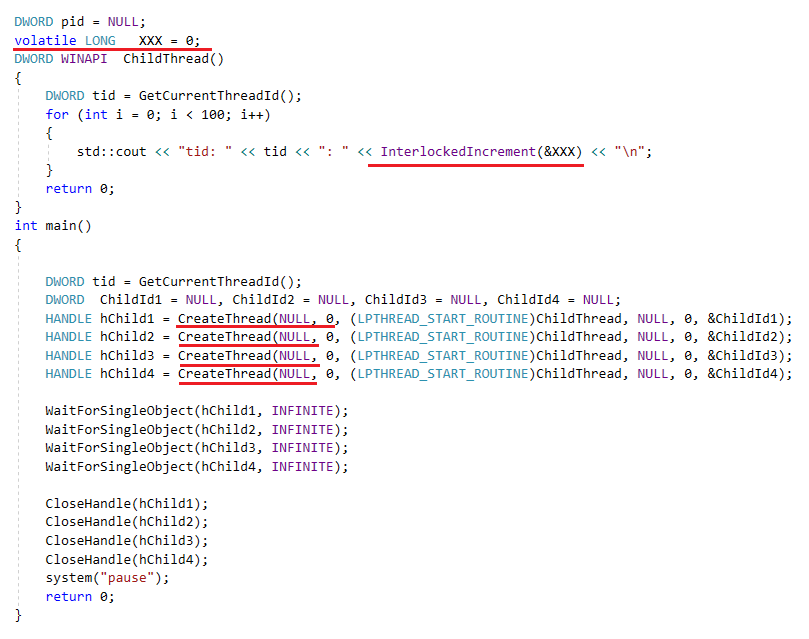 DWORD pid = NULL;
volatile LONG   XXX = 0;
DWORD WINAPI  ChildThread()
{
    DWORD tid = GetCurrentThreadId();
    for (int i = 0; i < 100; i++)
    {
        std::cout << "tid: " << tid << ": " << InterlockedIncrement(&XXX) << "\n";
    }
    return 0;
}
int main()
{
    DWORD tid = GetCurrentThreadId();
    DWORD  ChildId1 = NULL, ChildId2 = NULL, ChildId3 = NULL, ChildId4 = NULL;
    HANDLE hChild1 = CreateThread(NULL, 0, (LPTHREAD_START_ROUTINE)ChildThread, NULL, 0, &ChildId1);
    HANDLE hChild2 = CreateThread(NULL, 0, (LPTHREAD_START_ROUTINE)ChildThread, NULL, 0, &ChildId2);
    HANDLE hChild3 = CreateThread(NULL, 0, (LPTHREAD_START_ROUTINE)ChildThread, NULL, 0, &ChildId3);
    HANDLE hChild4 = CreateThread(NULL, 0, (LPTHREAD_START_ROUTINE)ChildThread, NULL, 0, &ChildId4);
    WaitForSingleObject(hChild1, INFINITE);
    WaitForSingleObject(hChild2, INFINITE);
    WaitForSingleObject(hChild3, INFINITE);
    WaitForSingleObject(hChild4, INFINITE);
    CloseHandle(hChild1);
    CloseHandle(hChild2);
    CloseHandle(hChild3);
    CloseHandle(hChild4);
    system("pause");
    return 0;
}